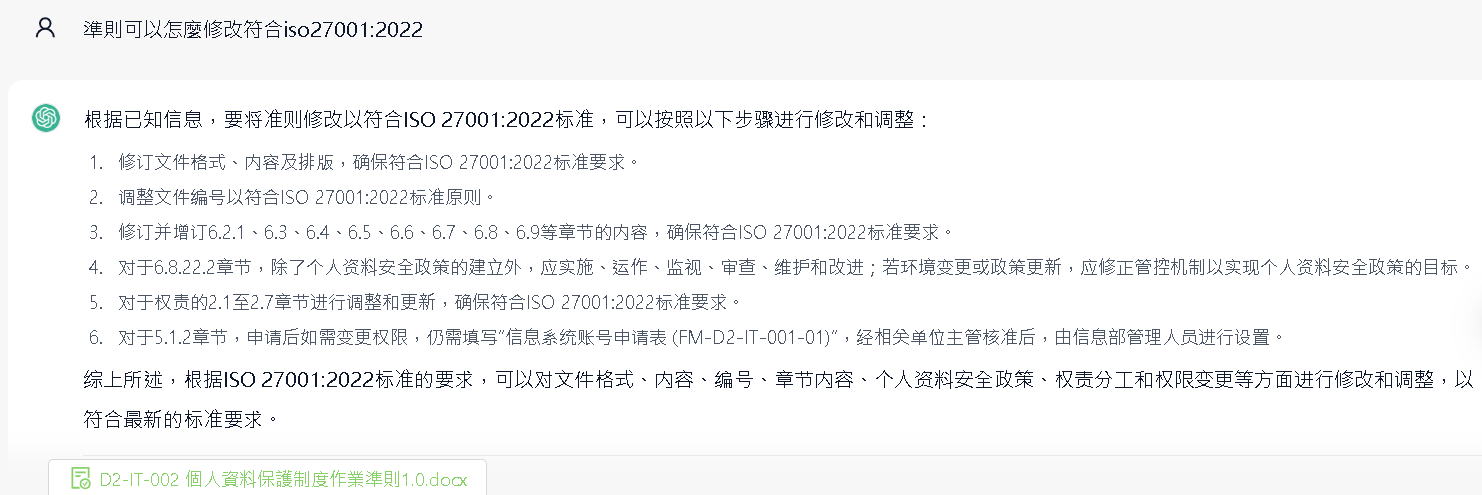 準則可以怎麼修改符合iso27001:2022
根据已知信息，要将准则修改以符合ISO 27001:2022标准，可以按照以下步骤进行修改和调整：
1. 修订文件格式、内容及排版，确保符合ISO 27001:2022标准要求。
2. 调整文件编号以符合ISO 27001:2022标准原则。
3. 修订并增订6.2.1、6.3、6.4、6.5、6.6、6.7、6.8、6.9等章节的内容，确保符合ISO 27001:2022标准要求。
4. 对于6.8.22.2章节，除了个人资料安全政策的建立外，应实施、运作、监视、审查、维护和改进；若环境变更或政策更新，应修正管控机制以实现个人资料安全政策的目标。
5. 对于权责的2.1至2.7章节进行调整和更新，确保符合ISO 27001:2022标准要求。
6. 对于5.1.2章节，申请后如需变更权限，仍需填写“信息系统账号申请表 (FM-D2-IT-001-01)”，经相关单位主管核准后，由信息部管理人员进行设置。
综上所述，根据ISO 27001:2022标准的要求，可以对文件格式、内容、编号、章节内容、个人资料安全政策、权责分工和权限变更等方面进行修改和调整，以
符合最新的标准要求。
D2-IT-002 個人資料保護制度作業準則1.0.docx